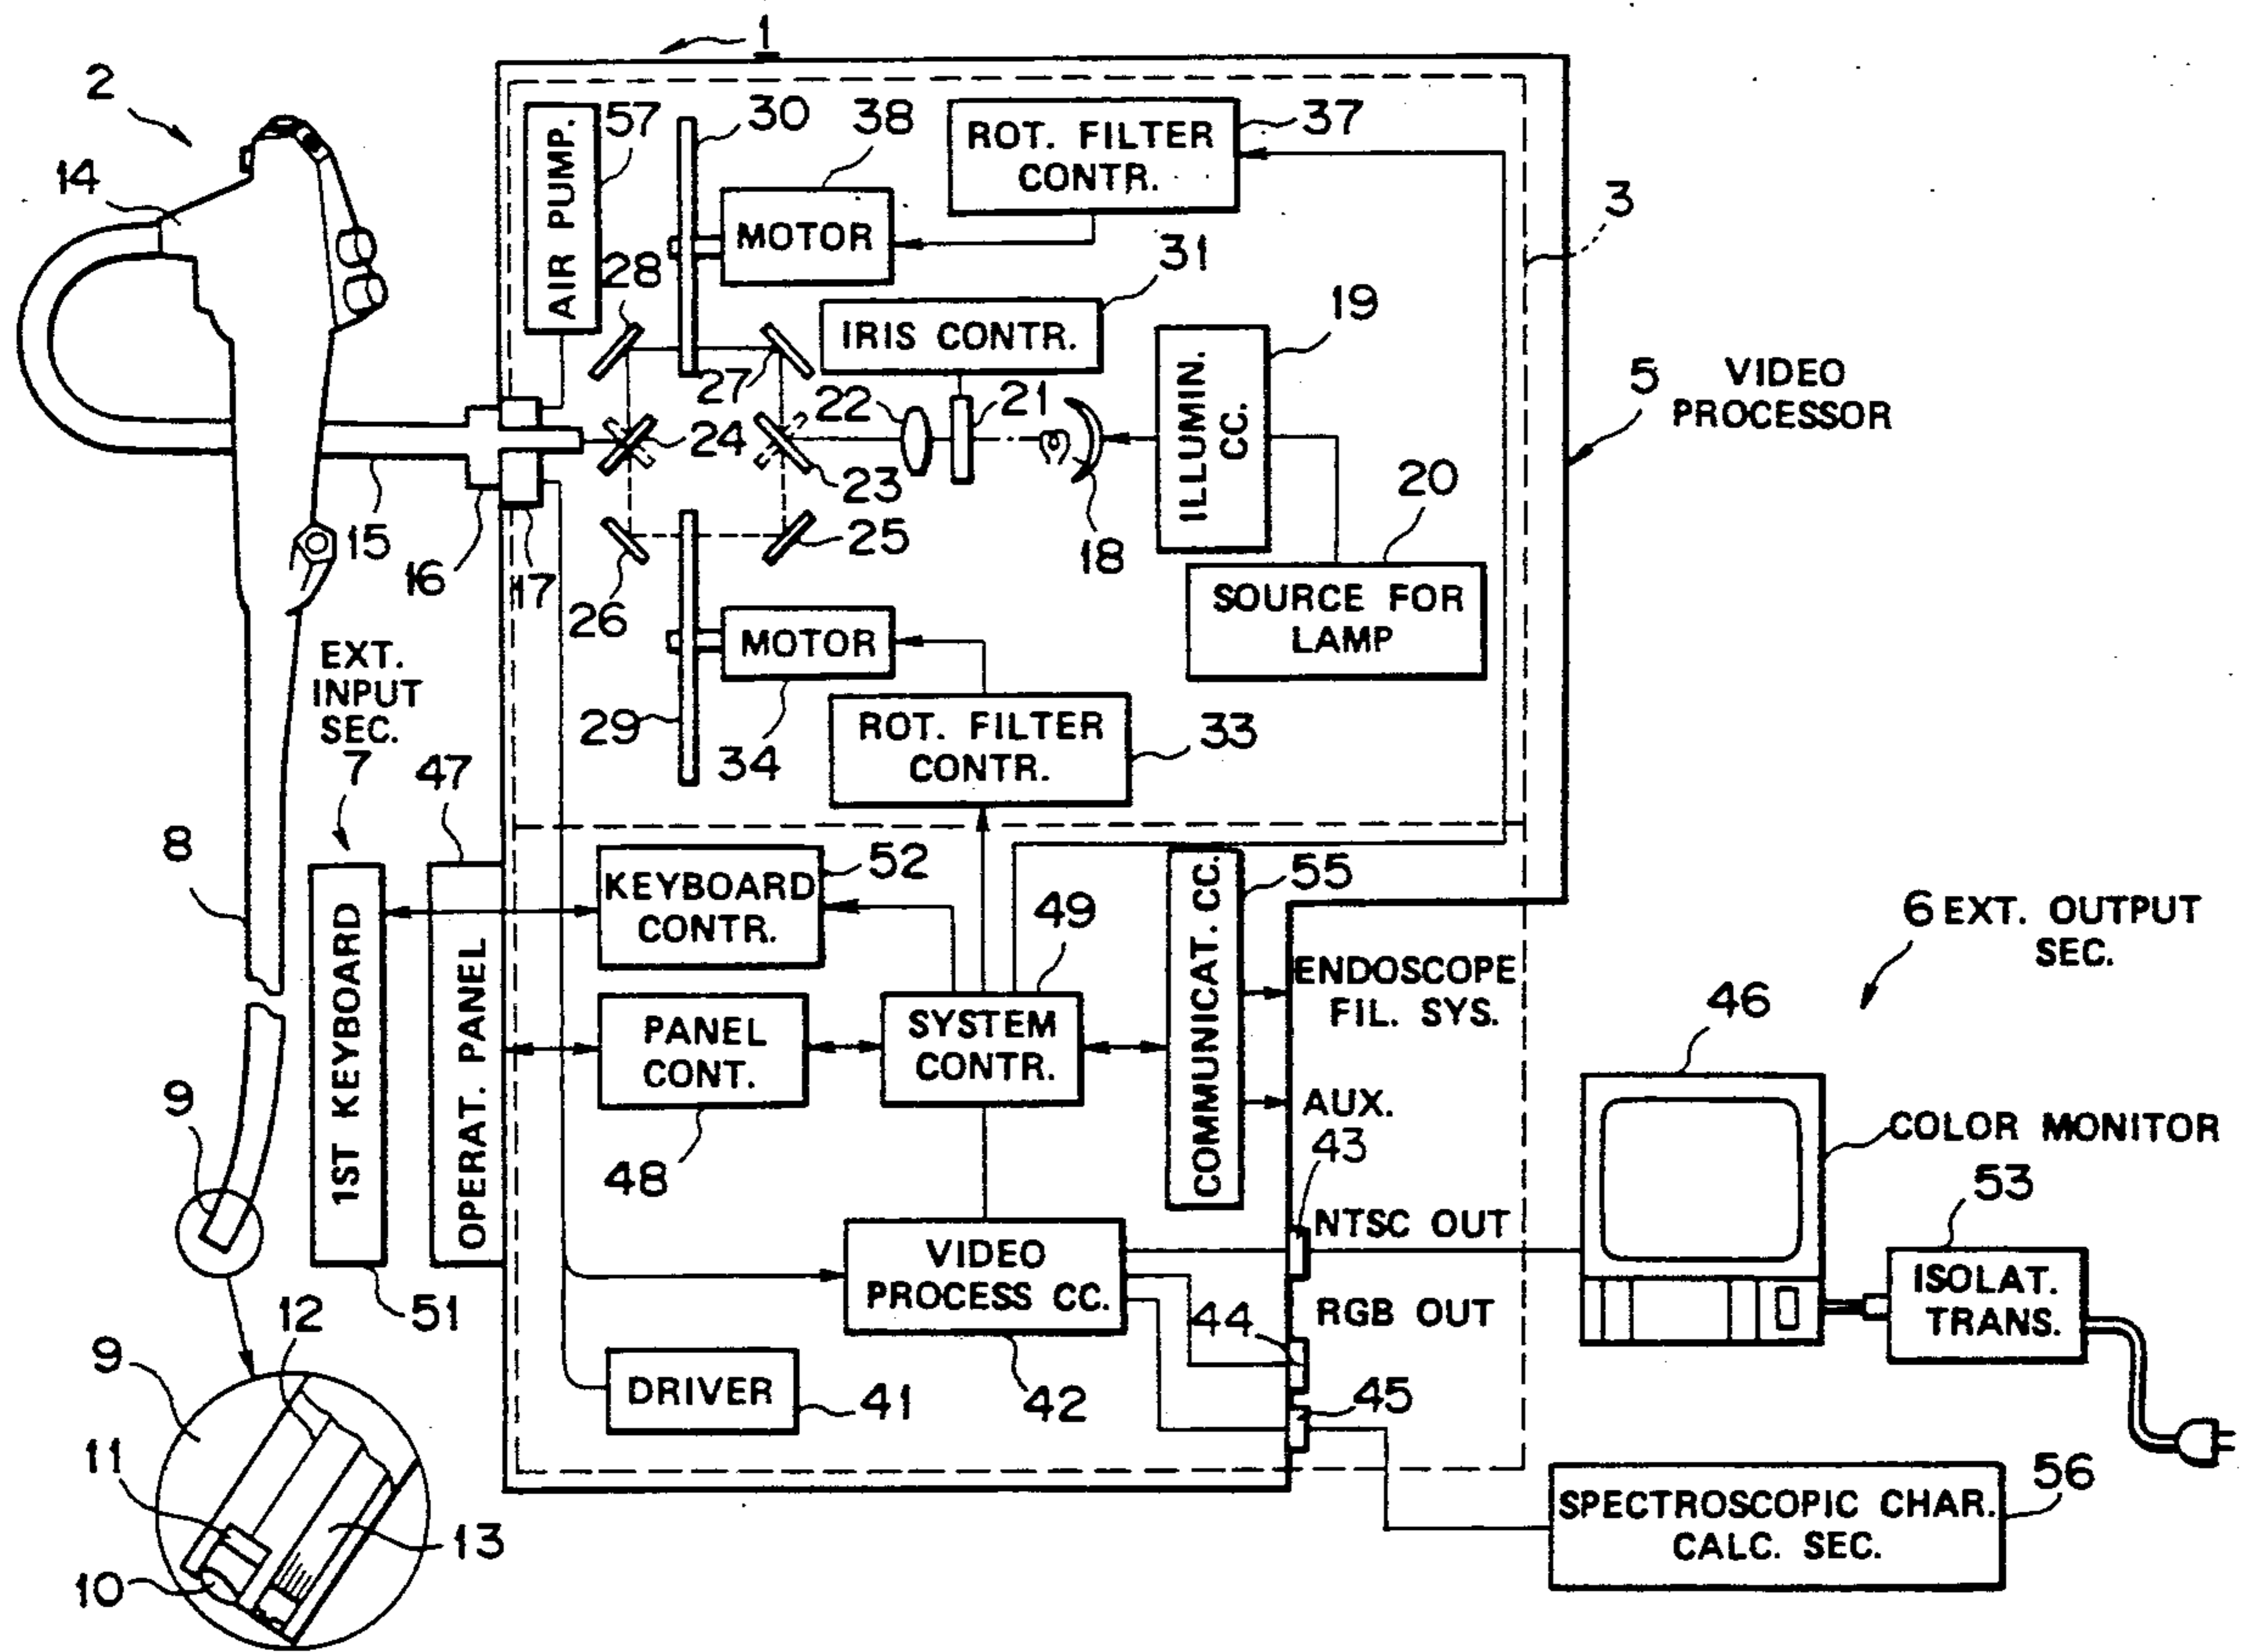 1
2
57
30
38
37
ROT. FILTER
CONTR.
14
AIR PUMP.
3
MOTOR
31
28
19
IRIS CONTR.
27
22
21
ILLUMIN.
CC.
5 VIDEO
PROCESSOR
24
23
20
18
15
16
17
25
26
SOURCE FOR
LAMP
MOTOR
EXT.
INPUT
SEC.
7
29
34
ROT. FILTER
CONTR.
33
47
8
52
KEYBOARD
CONTR.
55
49
6 EXT. OUTPUT
SEC.
1ST KEYBOARD
OPERAT. PANEL
COMMUNICAT. CC.
ENDOSCOPE
FIL. SYS.
46
PANEL
CONT.
SYSTEM
CONTR.
9
AUX.
43
COLOR MONITOR
48
53
NTSC OUT
VIDEO
PROCESS CC.
ISOLAT.
TRANS.
51
12
44
RGB OUT
9
DRIVER
41
42
45
11
56
SPECTROSCOPIC CHAR.
CALC. SEC.
13
10